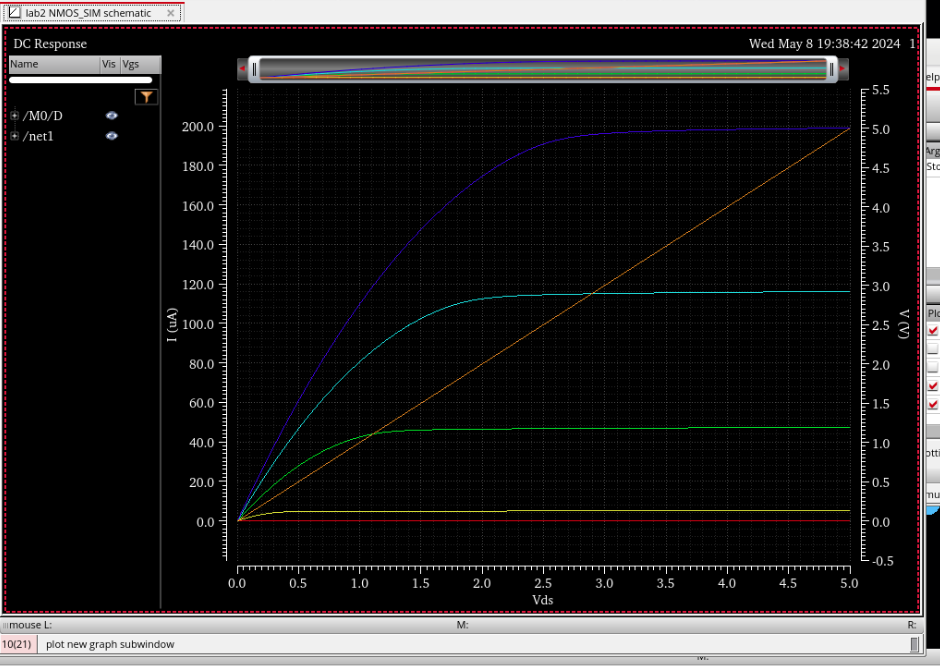 lab2 NMOS_SIM schematic
DC Response
Wed May 8 19:38:42 2024 1
Name Vis Vgs
/M0/D
/net1
200.0
180.0
160.0
140.0
120.0
100.0
80.0
60.0
40.0
20.0
0.0
I (uA)
5.5
5.0
4.5
4.0
3.5
3.0
2.5
2.0
1.5
1.0
0.5
0.0
-0.5
V (V)
0.0 0.5 1.0 1.5 2.0 2.5 3.0 3.5 4.0 4.5 5.0
Vds
mouse L: M: R:
10(21) plot new graph subwindow
elp
Arg
Sto
Plo
otti
mu